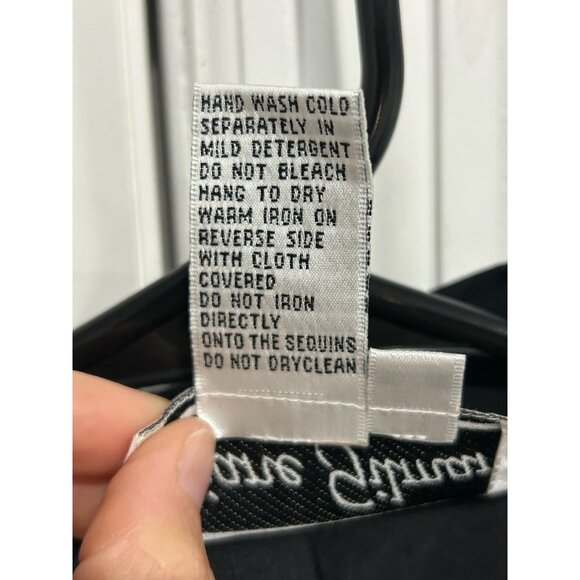 HAND WASH COLD
SEPARATELY IN
MILD DETERGENT
DO NOT BLEACH
HANG TO DRY
WARM IRON ON
REVERSE SIDE
WITH CLOTH
COVERED
DO NOT IRON
DIRECTLY
ONTO THE SEQUINS
DO NOT DRYCLEAN
Gilman